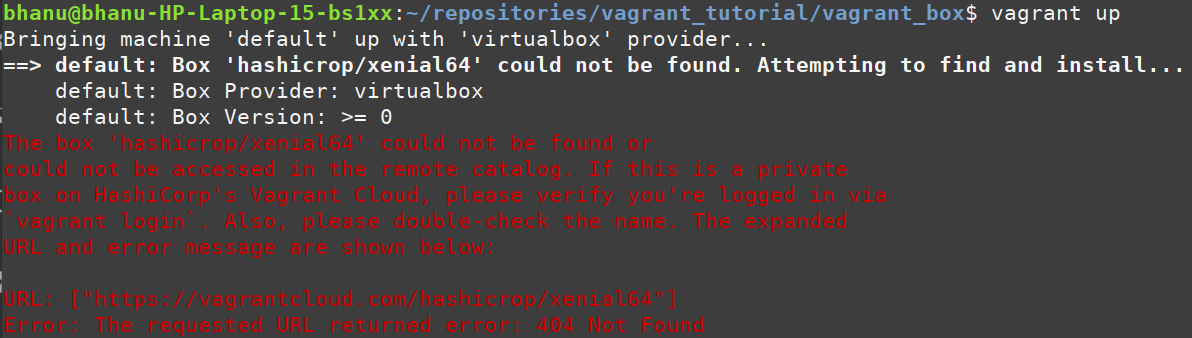 bhanu@bhanu-HP-Laptop-15-bs1xx:~/repositories/vagrant_tutorial/vagrant_box$ vagrant up
Bringing machine 'default' up with 'virtualbox' provider...
==> default: Box 'hashicrop/xenial64' could not be found. Attempting to find and install...
    default: Box Provider: virtualbox
    default: Box Version: >= 0
The box 'hashicrop/xenial64' could not be found or
could not be accessed in the remote catalog. If this is a private
box on HashiCorp's Vagrant Cloud, please verify you're logged in via
`vagrant login`. Also, please double-check the name. The expanded
URL and error message are shown below:

URL: ["https://vagrantcloud.com/hashicrop/xenial64"]
Error: The requested URL returned error: 404 Not Found